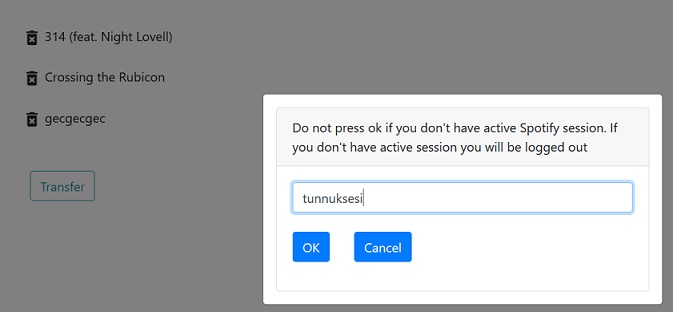 314 (feat. Night Lovell)
Crossing the Rubicon
gecgecgec
Transfer
Do not press ok if you don't have active Spotify session. If
you don't have active session you will be logged out
tunnuksesi
OK
Cancel